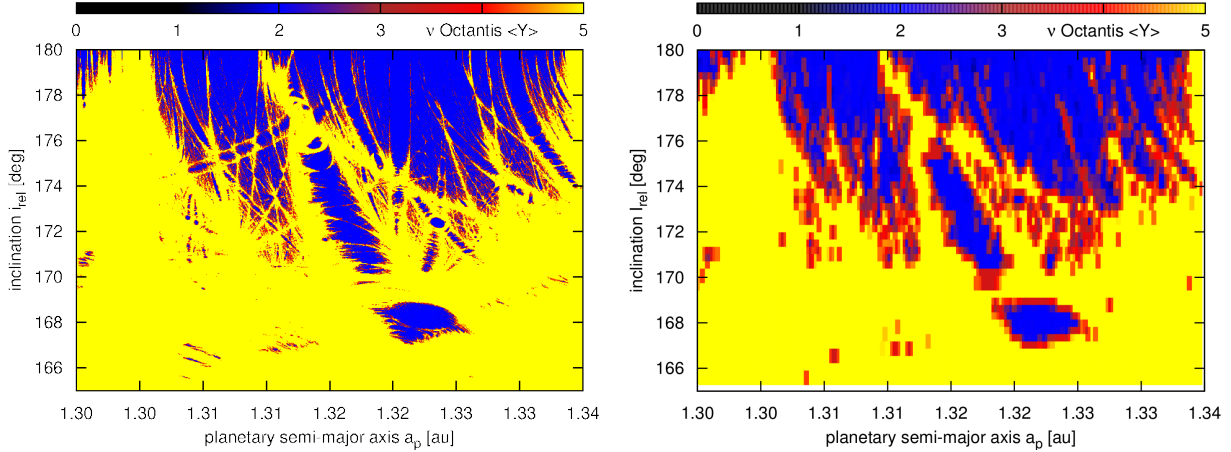 0 1 2 3 ν Octantis <Y> 5
180
178
176
174
172
170
168
166
inclination I_rel [deg]
1.30 1.31 1.31 1.32 1.32 1.33 1.33 1.34
planetary semi-major axis a_p [au]
0 1 2 3 ν Octantis <Y> 5
180
178
176
174
172
170
168
166
inclination I_rel [deg]
1.30 1.30 1.31 1.31 1.32 1.32 1.33 1.33 1.34
planetary semi-major axis a_p [au]